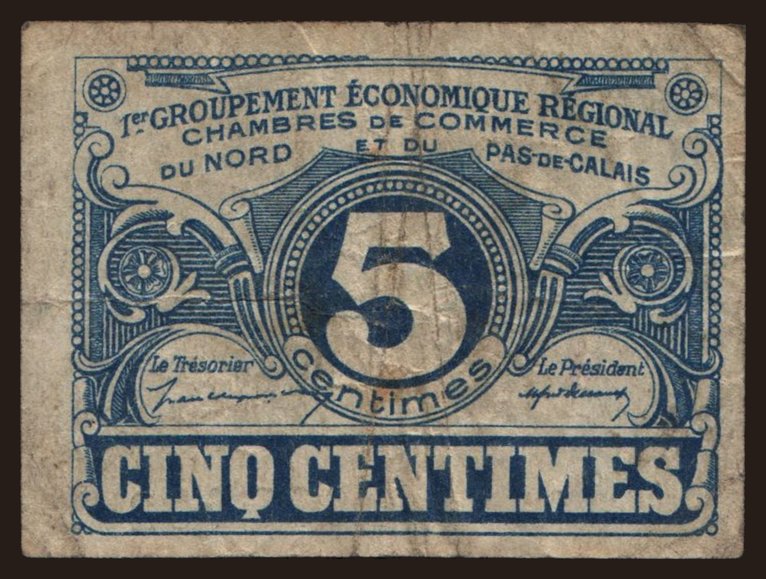 1er GROUPEMENT ÉCONOMIQUE RÉGIONAL
CHAMBRES DE COMMERCE
DU NORD ET DU PAS-DE-CALAIS
5
centimes
Le Trésorier
Le Président
CINQ CENTIMES